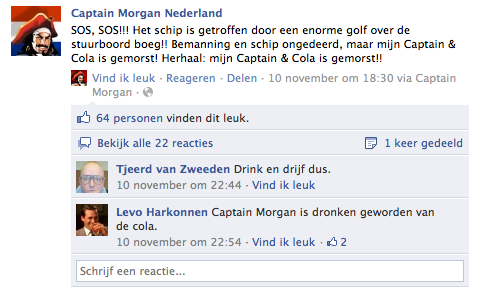 Captain Morgan Nederland
SOS, SOS!!! Het schip is getroffen door een enorme golf over de
stuurboord boeg!! Bemanning en schip ongedeerd, maar mijn Captain &
Cola is gemorst! Herhaal: mijn Captain & Cola is gemorst!!
Vind ik leuk · Reageren · Delen · 10 november om 18:30 via Captain
Morgan ·
64 personen vinden dit leuk.
Bekijk alle 22 reacties
1 keer gedeeld
Tjeerd van Zweeden Drink en drijf dus.
10 november om 22:44 · Vind ik leuk
Levo Harkonnen Captain Morgan is dronken geworden van
de cola.
10 november om 22:54 · Vind ik leuk · 2
Schrijf een reactie...